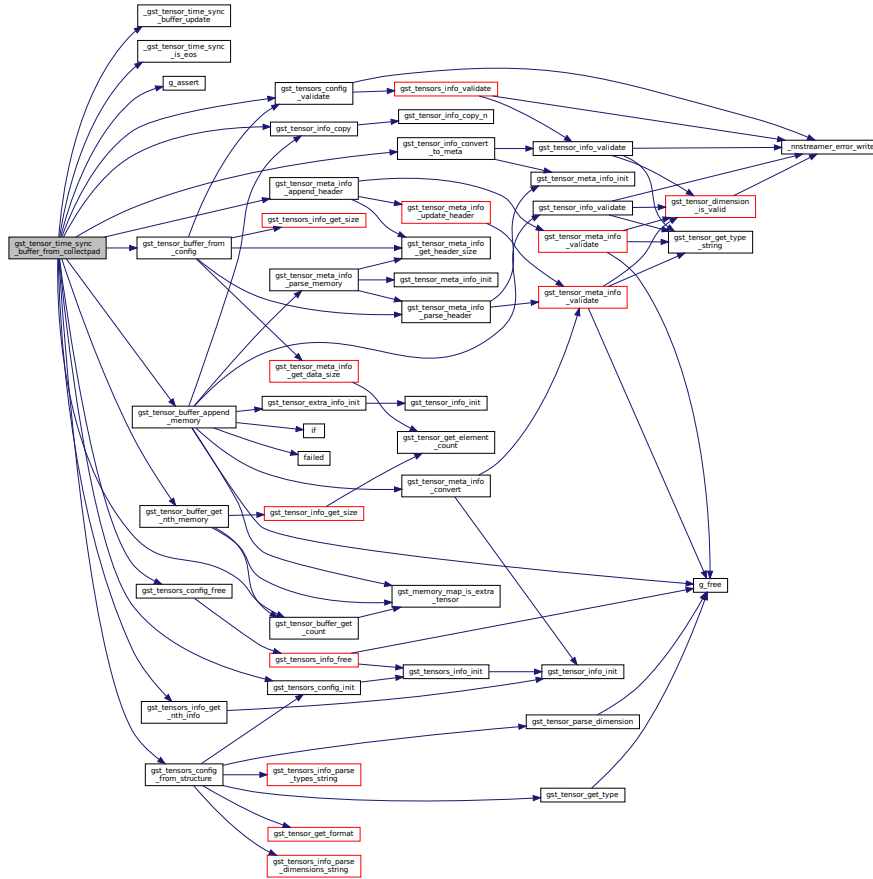 _gst_tensor_time_sync
_buffer_update
_gst_tensor_time_sync
_is_eos
g_assert
gst_tensors_config
_validate
gst_tensors_info_validate
gst_tensor_info_copy_n
gst_tensor_info_copy
gst_tensor_info_convert
_to_meta
gst_tensor_info_validate
_nnstreamer_error_write
gst_tensor_meta_info_init
gst_tensor_meta_info
_append_header
gst_tensor_meta_info
_update_header
gst_tensor_info_validate
gst_tensor_dimension
_is_valid
gst_tensors_info_get_size
gst_tensor_time_sync
_buffer_from_collectpad
gst_tensor_buffer_from
_config
gst_tensor_meta_info
_get_header_size
gst_tensor_meta_info
_validate
gst_tensor_get_type
_string
gst_tensor_meta_info
_parse_memory
gst_tensor_meta_info_init
gst_tensor_meta_info
_parse_header
gst_tensor_meta_info
_validate
gst_tensor_meta_info
_get_data_size
gst_tensor_buffer_append
_memory
gst_tensor_extra_info_init
gst_tensor_info_init
if
failed
gst_tensor_get_element
_count
gst_tensor_meta_info
_convert
gst_tensor_buffer_get
_nth_memory
gst_tensor_info_get_size
gst_tensors_config_free
gst_memory_map_is_extra
_tensor
g_free
gst_tensor_buffer_get
_count
gst_tensors_info_free
gst_tensors_info_init
gst_tensor_info_init
gst_tensors_config_init
gst_tensors_info_get
_nth_info
gst_tensor_parse_dimension
gst_tensors_config
_from_structure
gst_tensors_info_parse
_types_string
gst_tensor_get_type
gst_tensor_get_format
gst_tensors_info_parse
_dimensions_string